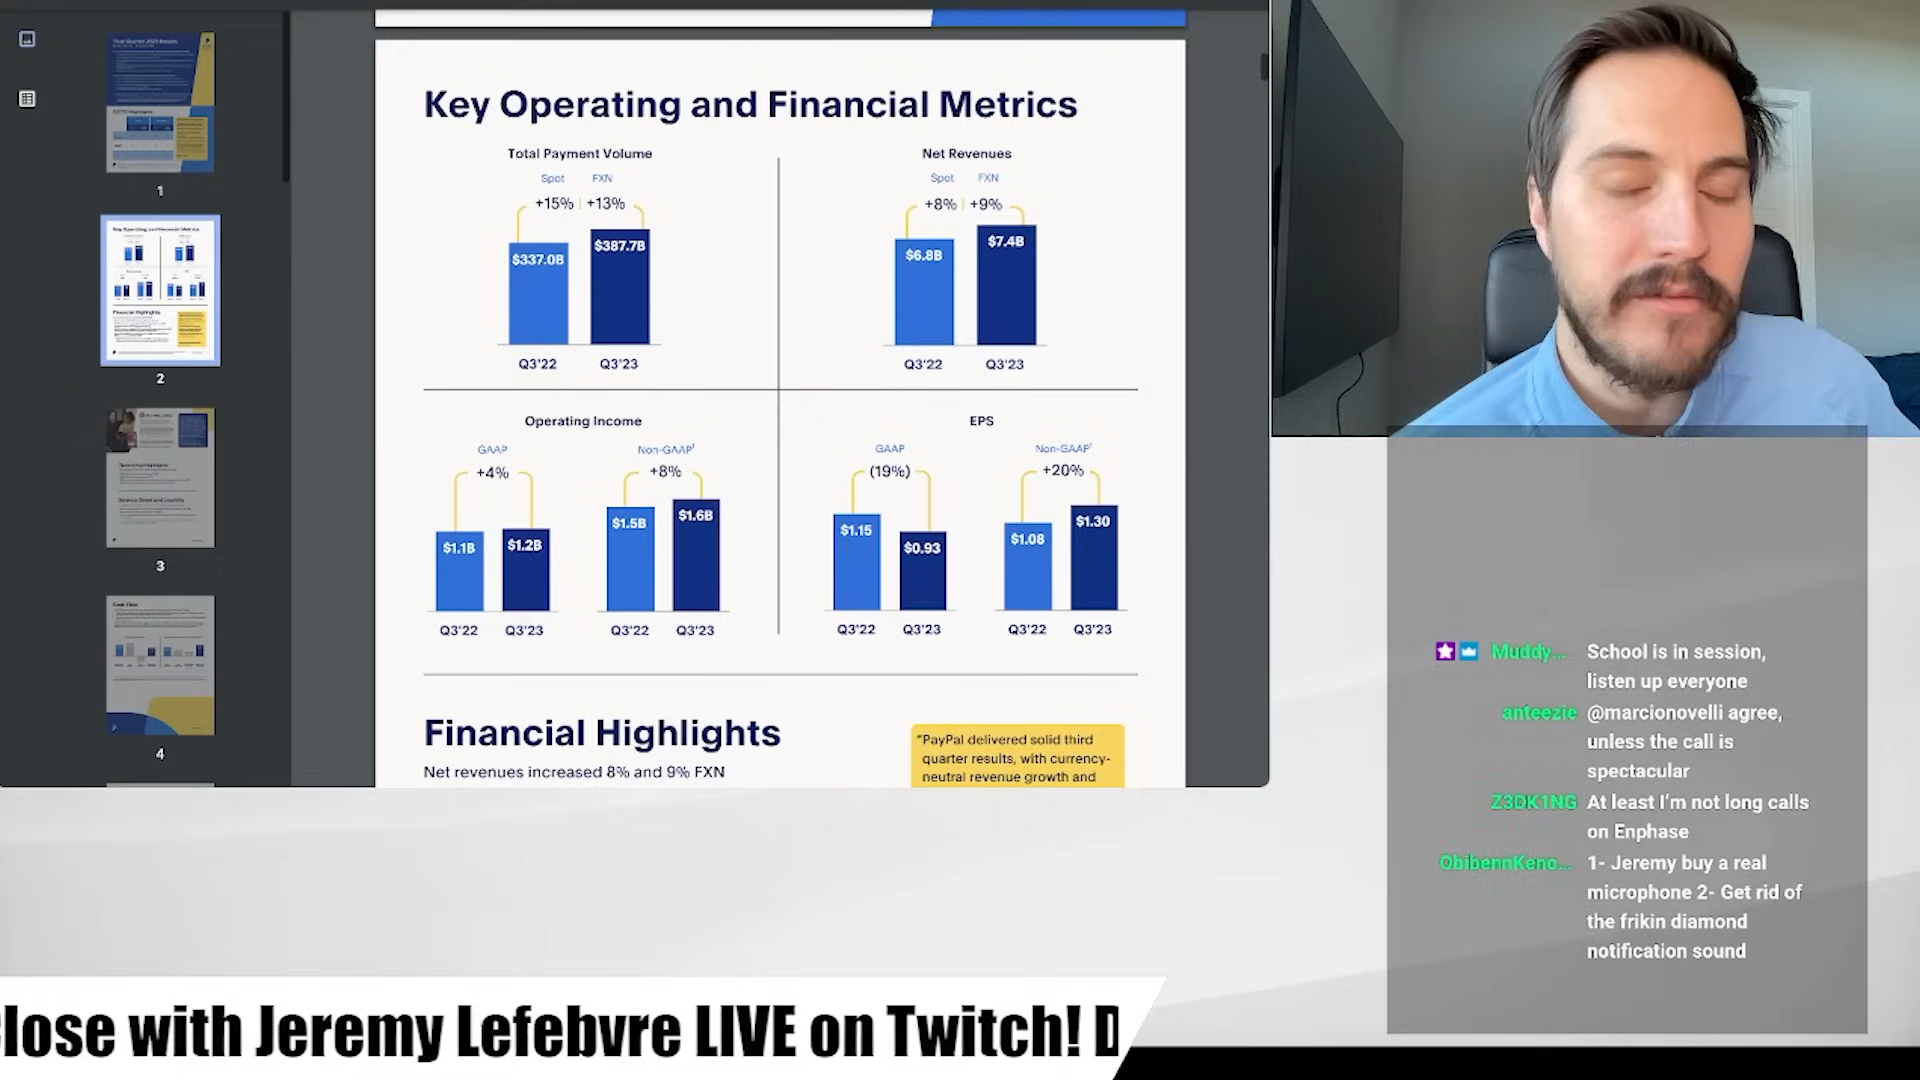 Key Operating and Financial Metrics
Total Payment Volume
Spot FXN
+15% +13%
$337.0B
$387.7B
Q3'22 Q3'23
Net Revenues
Spot FXN
+8% +9%
$6.8B
$7.4B
Q3'22 Q3'23
Operating Income
GAAP
+4%
$1.1B
$1.2B
Q3'22 Q3'23
Non-GAAP¹
+8%
$1.5B
$1.6B
Q3'22 Q3'23
EPS
GAAP
(19%)
$1.15
$0.93
Q3'22 Q3'23
Non-GAAP¹
+20%
$1.08
$1.30
Q3'22 Q3'23
Financial Highlights
Net revenues increased 8% and 9% FXN
"PayPal delivered solid third
quarter results, with currency-
neutral revenue growth and
1
2
3
4
Muddy... School is in session,
listen up everyone
anteezie @marcionovelli agree,
unless the call is
spectacular
Z3DK1NG At least I'm not long calls
on Enphase
ObibennKeno... 1- Jeremy buy a real
microphone 2- Get rid of
the frikin diamond
notification sound
lose with Jeremy Lefebvre LIVE on Twitch! D